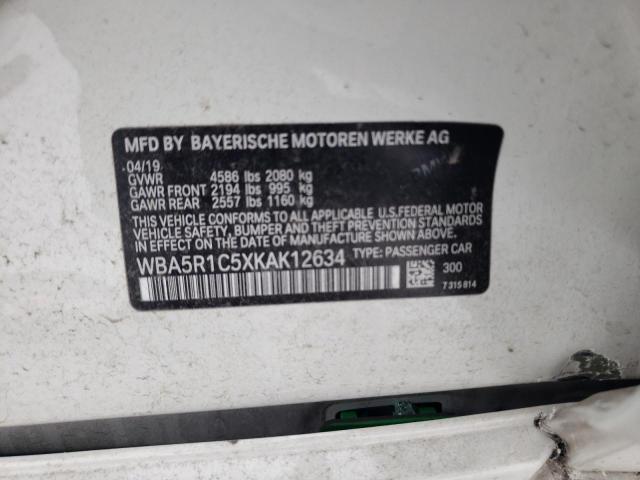 MFD BY BAYERISCHE MOTOREN WERKE AG
04/19
GVWR 4586 lbs 2080 kg
GAWR FRONT 2194 lbs 995 kg
GAWR REAR 2557 lbs 1160 kg
THIS VEHICLE CONFORMS TO ALL APPLICABLE U.S.FEDERAL MOTOR
VEHICLE SAFETY, BUMPER AND THEFT PREVENTION STANDARDS
IN EFFECT ON THE DATE OF MANUFACTURE SHOWN ABOVE.
WBA5R1C5XKAK12634 TYPE: PASSENGER CAR
300
7315814